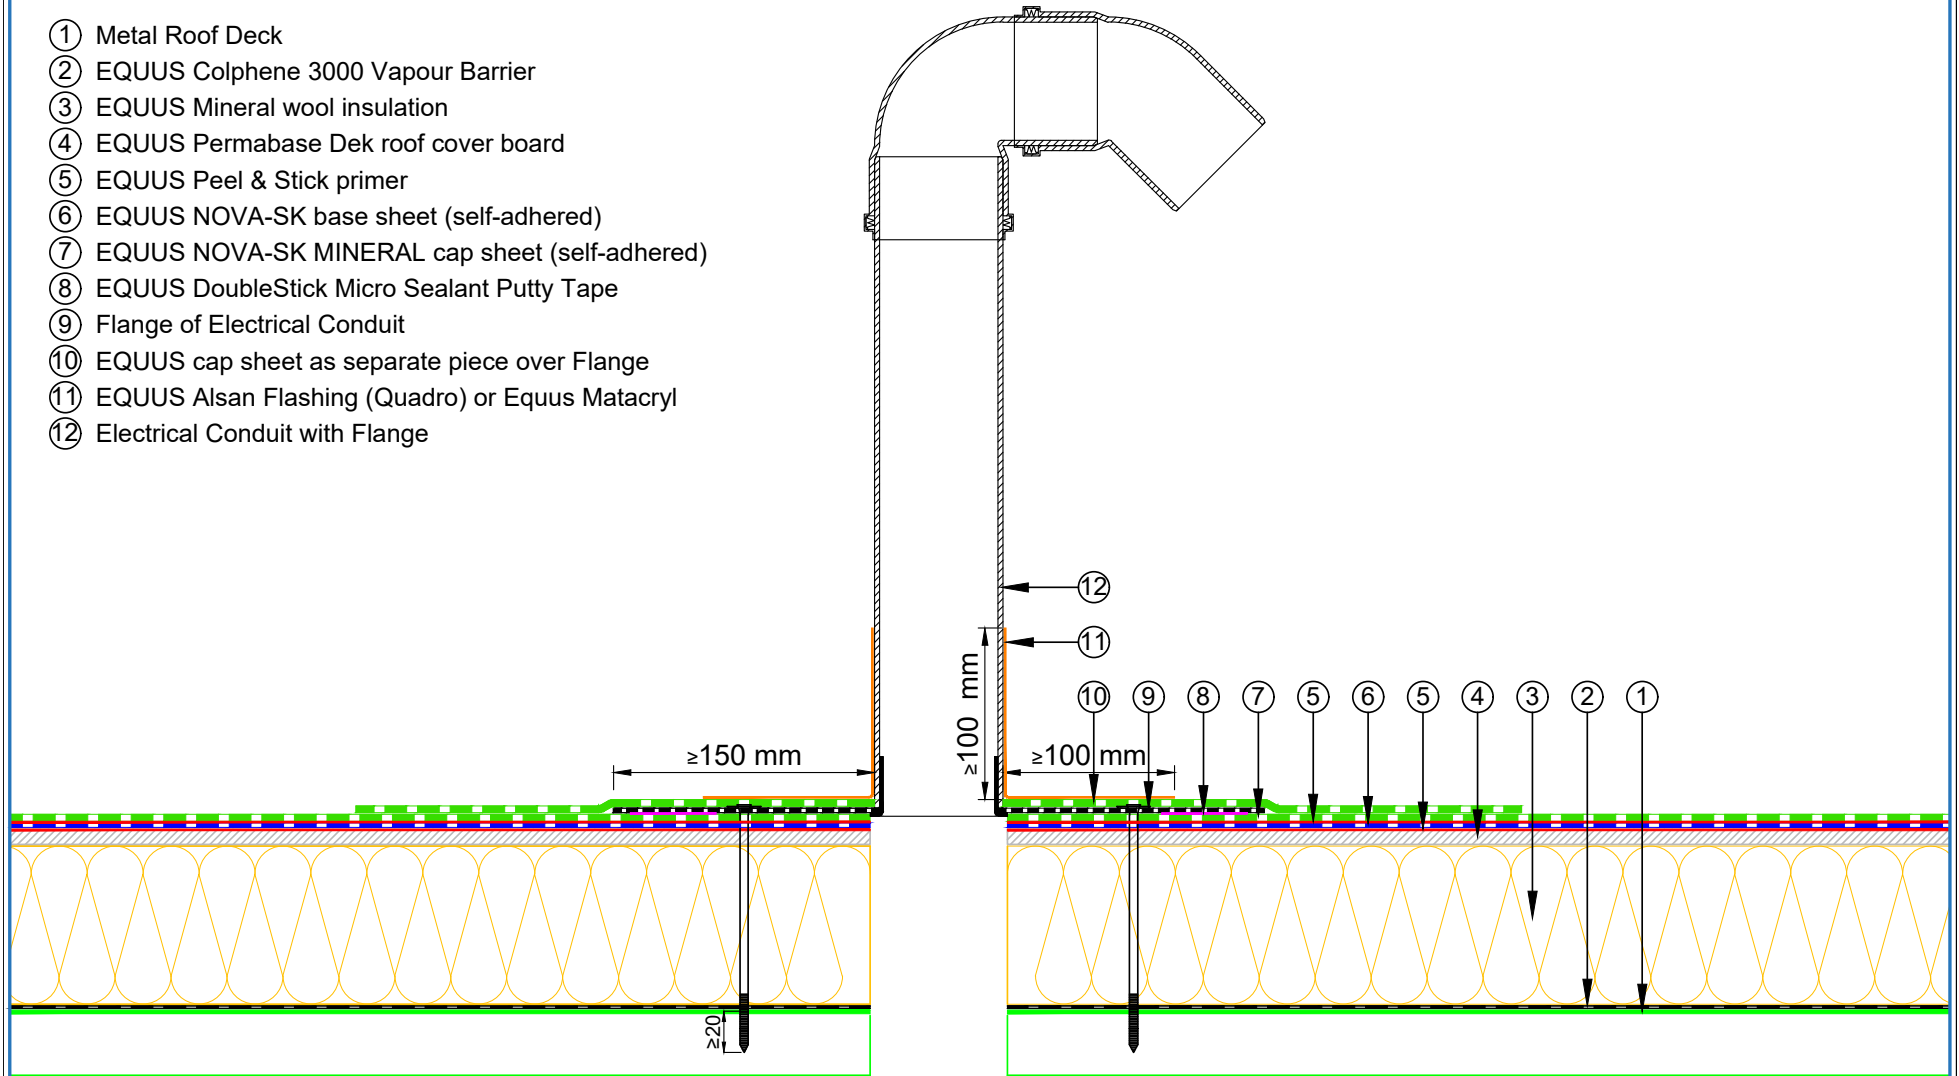 1 Metal Roof Deck
2 EQUUS Colphene 3000 Vapour Barrier
3 EQUUS Mineral wool insulation
4 EQUUS Permabase Dek roof cover board
5 EQUUS Peel & Stick primer
6 EQUUS NOVA-SK base sheet (self-adhered)
7 EQUUS NOVA-SK MINERAL cap sheet (self-adhered)
8 EQUUS DoubleStick Micro Sealant Putty Tape
9 Flange of Electrical Conduit
10 EQUUS cap sheet as separate piece over Flange
11 EQUUS Alsan Flashing (Quadro) or Equus Matacryl
12 Electrical Conduit with Flange
12
11
10 9 8 7 5 6 5 4 3 2 1
≥150 mm
≥100 mm
≥100 mm
≥20